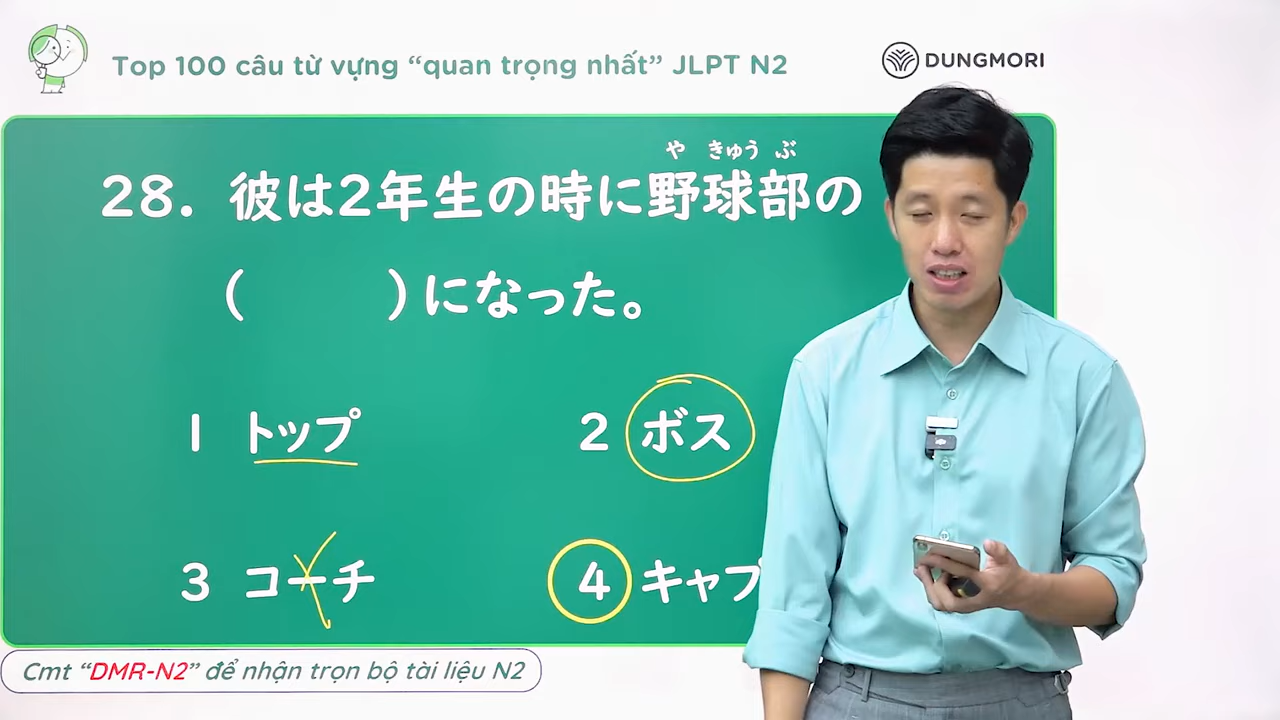 Top 100 câu từ vựng “quan trọng nhất” JLPT N2
DUNGMORI
やきゅうぶ
28. 彼は2年生の時に野球部の
( )になった。
1 トップ
2 ボス
3 コーチ
4 キャプ
Cmt “DMR-N2” để nhận trọn bộ tài liệu N2